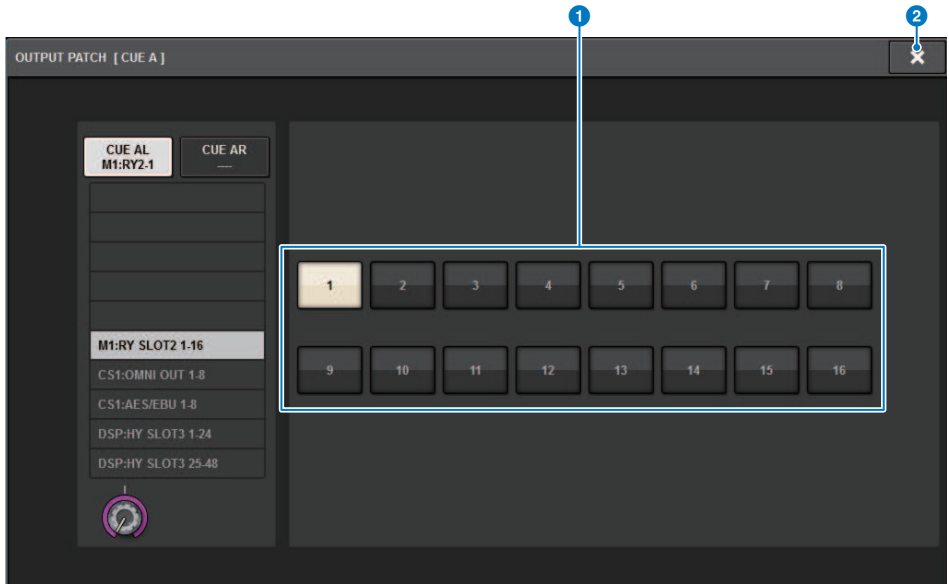 1
2
OUTPUT PATCH [ CUE A ]
CUE AL
M1:RY2-1
CUE AR
----
M1:RY SLOT2 1-16
CS1:OMNI OUT 1-8
CS1:AES/EBU 1-8
DSP:HY SLOT3 1-24
DSP:HY SLOT3 25-48
1 2 3 4 5 6 7 8
9 10 11 12 13 14 15 16